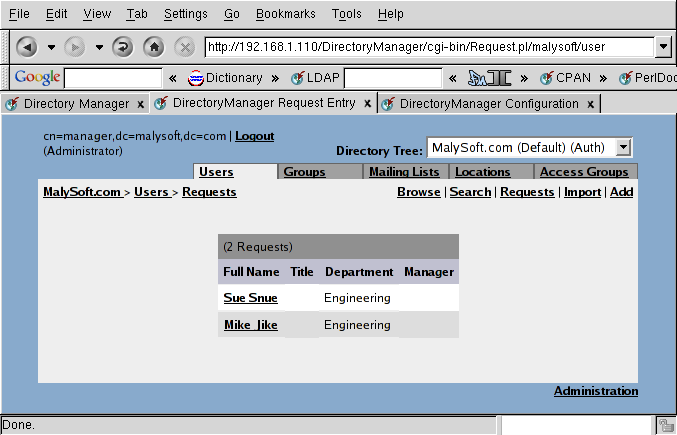 File Edit View Tab Settings Go Bookmarks Tools Help
http://192.168.1.110/DirectoryManager/cgi-bin/Request.pl/malysoft/user
Google « Dictionary » LDAP « » CPAN » PerlDoc
Directory Manager x DirectoryManager Request Entry x DirectoryManager Configuration x
cn=manager,dc=malysoft,dc=com | Logout
(Administrator)
Directory Tree: MalySoft.com (Default) (Auth)
Users Groups Mailing Lists Locations Access Groups
MalySoft.com > Users > Requests Browse | Search | Requests | Import | Add
(2 Requests)
Full Name Title Department Manager
Sue Snue Engineering
Mike Jike Engineering
Administration
Done.